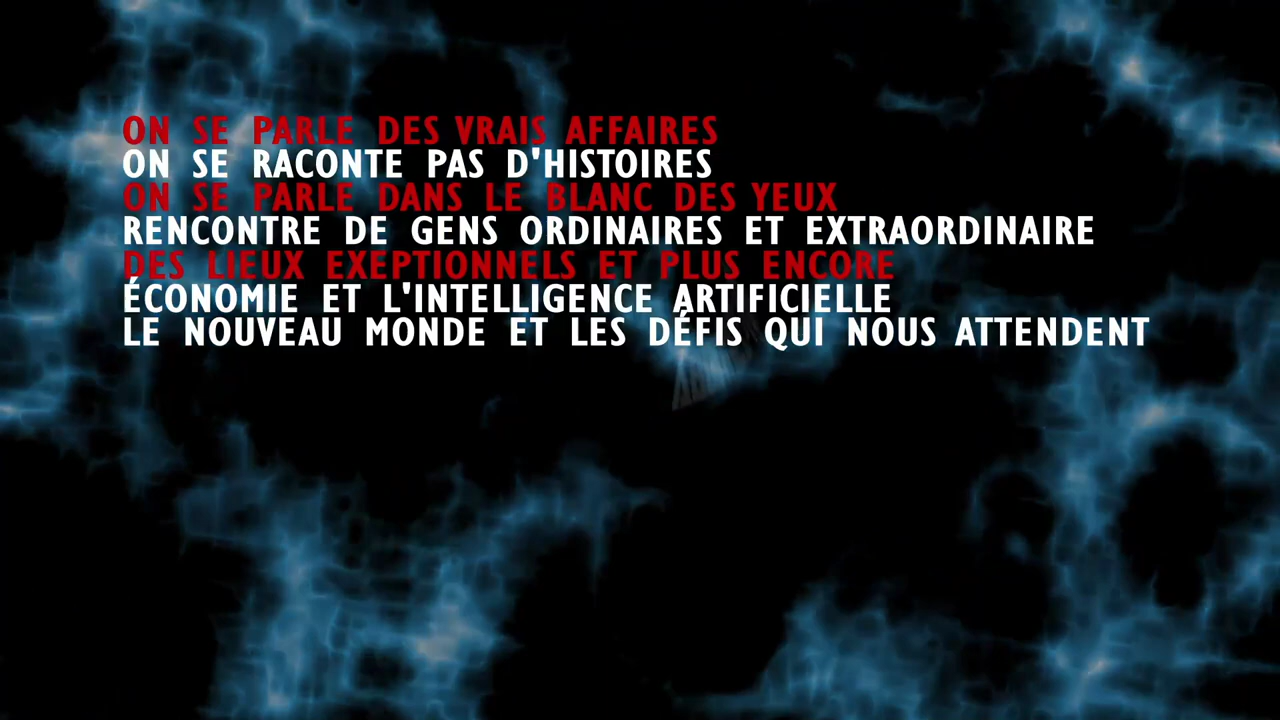 ON SE PARLE DES VRAIS AFFAIRES
ON SE RACONTE PAS D'HISTOIRES
ON SE PARLE DANS LE BLANC DES YEUX
RENCONTRE DE GENS ORDINAIRES ET EXTRAORDINAIRE
DES LIEUX EXEPTIONNELS ET PLUS ENCORE
ÉCONOMIE ET L'INTELLIGENCE ARTIFICIELLE
LE NOUVEAU MONDE ET LES DÉFIS QUI NOUS ATTENDENT